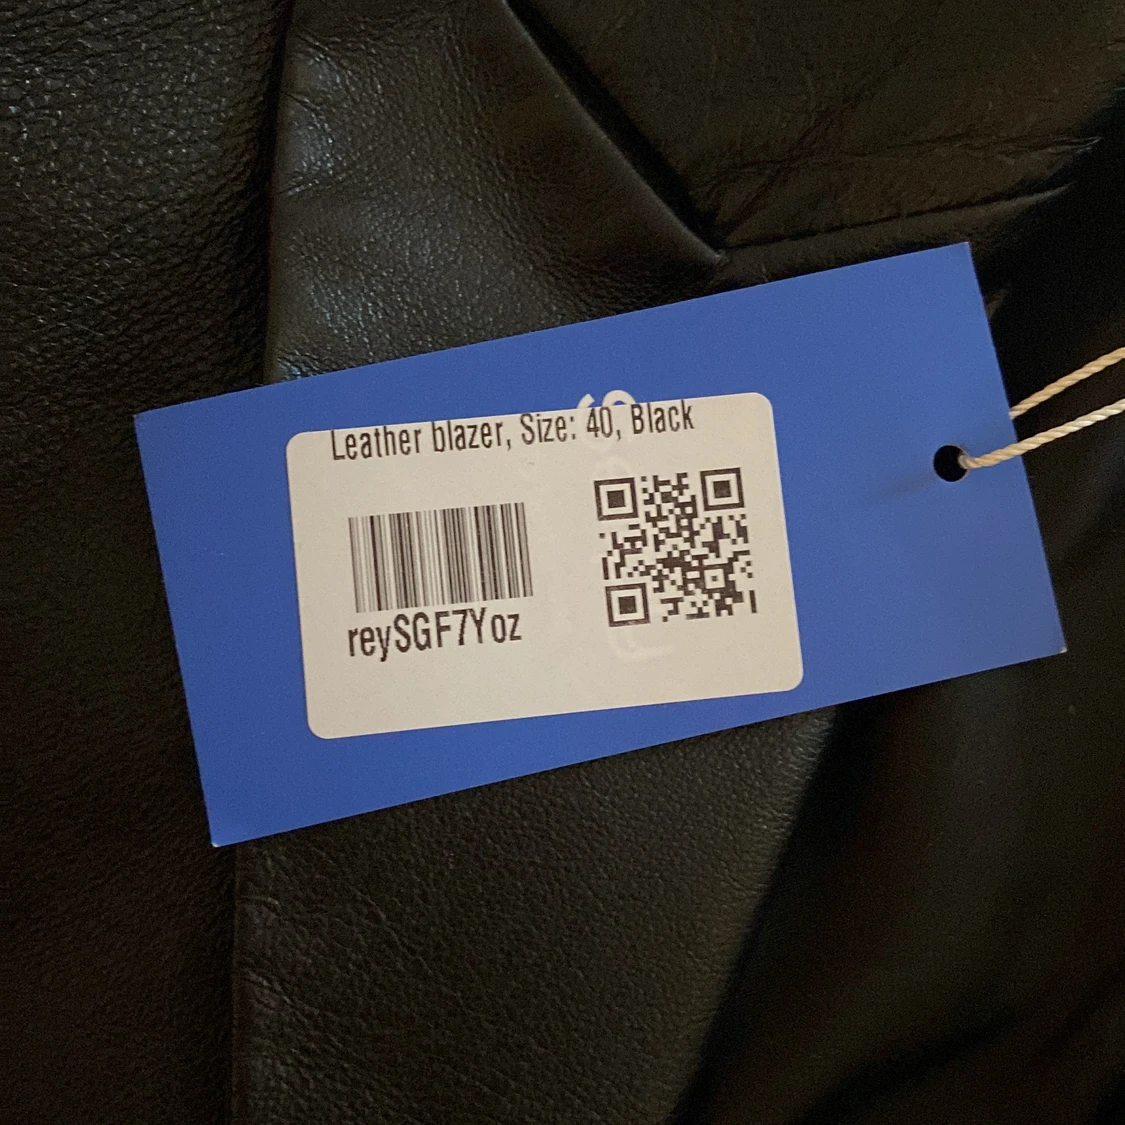 Leather blazer, Size: 40, Black
reySGF7Yoz